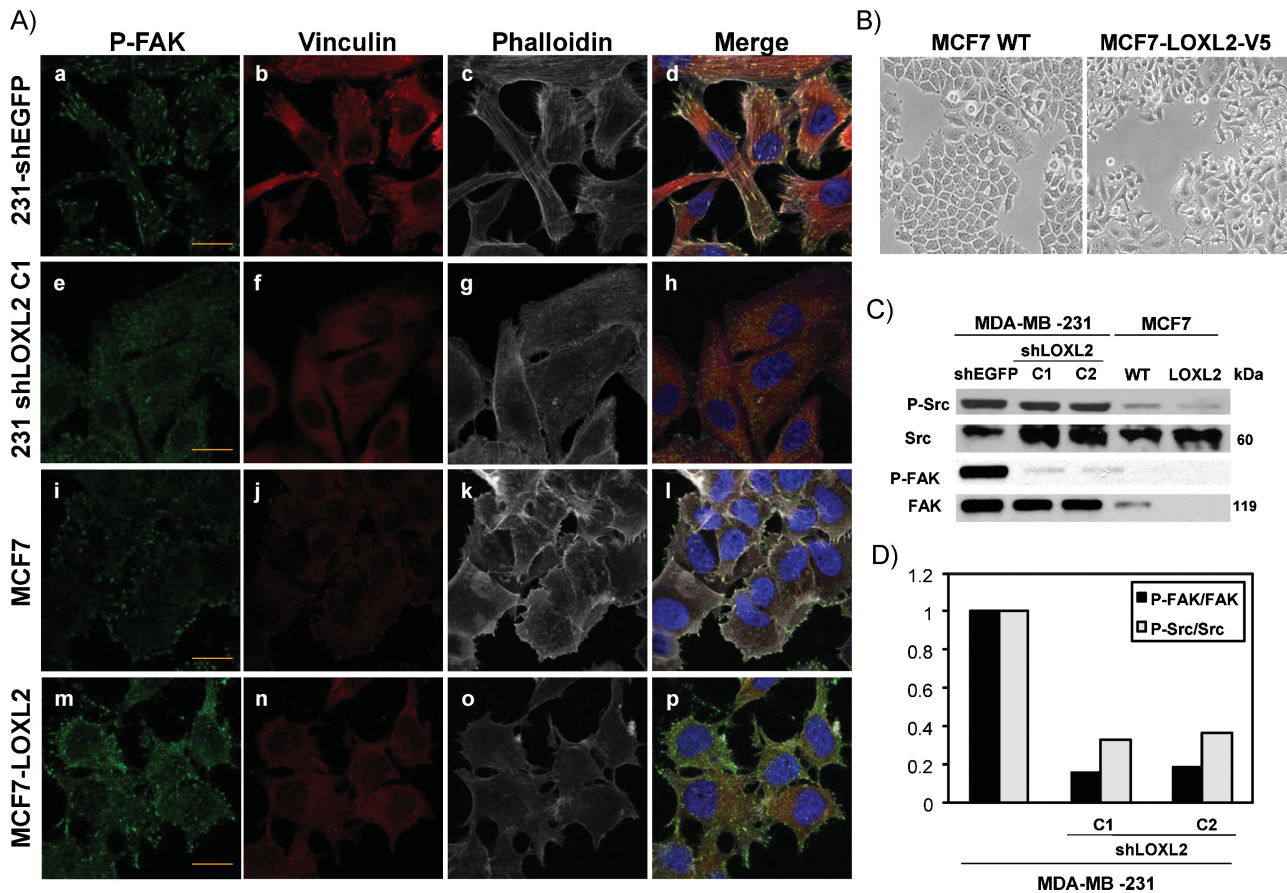 A)
P-FAK Vinculin Phalloidin Merge
231-shEGFP
a b c d
231 shLOXL2 C1
e f g h
MCF7
i j k l
MCF7-LOXL2
m n o p
B)
MCF7 WT MCF7-LOXL2-V5
C)
MDA-MB -231 MCF7
shLOXL2
shEGFP C1 C2 WT LOXL2 kDa
P-Src
Src 60
P-FAK
FAK 119
D)
1.2
1
0.8
0.6
0.4
0.2
0
P-FAK/FAK
P-Src/Src
C1 C2
shLOXL2
MDA-MB -231